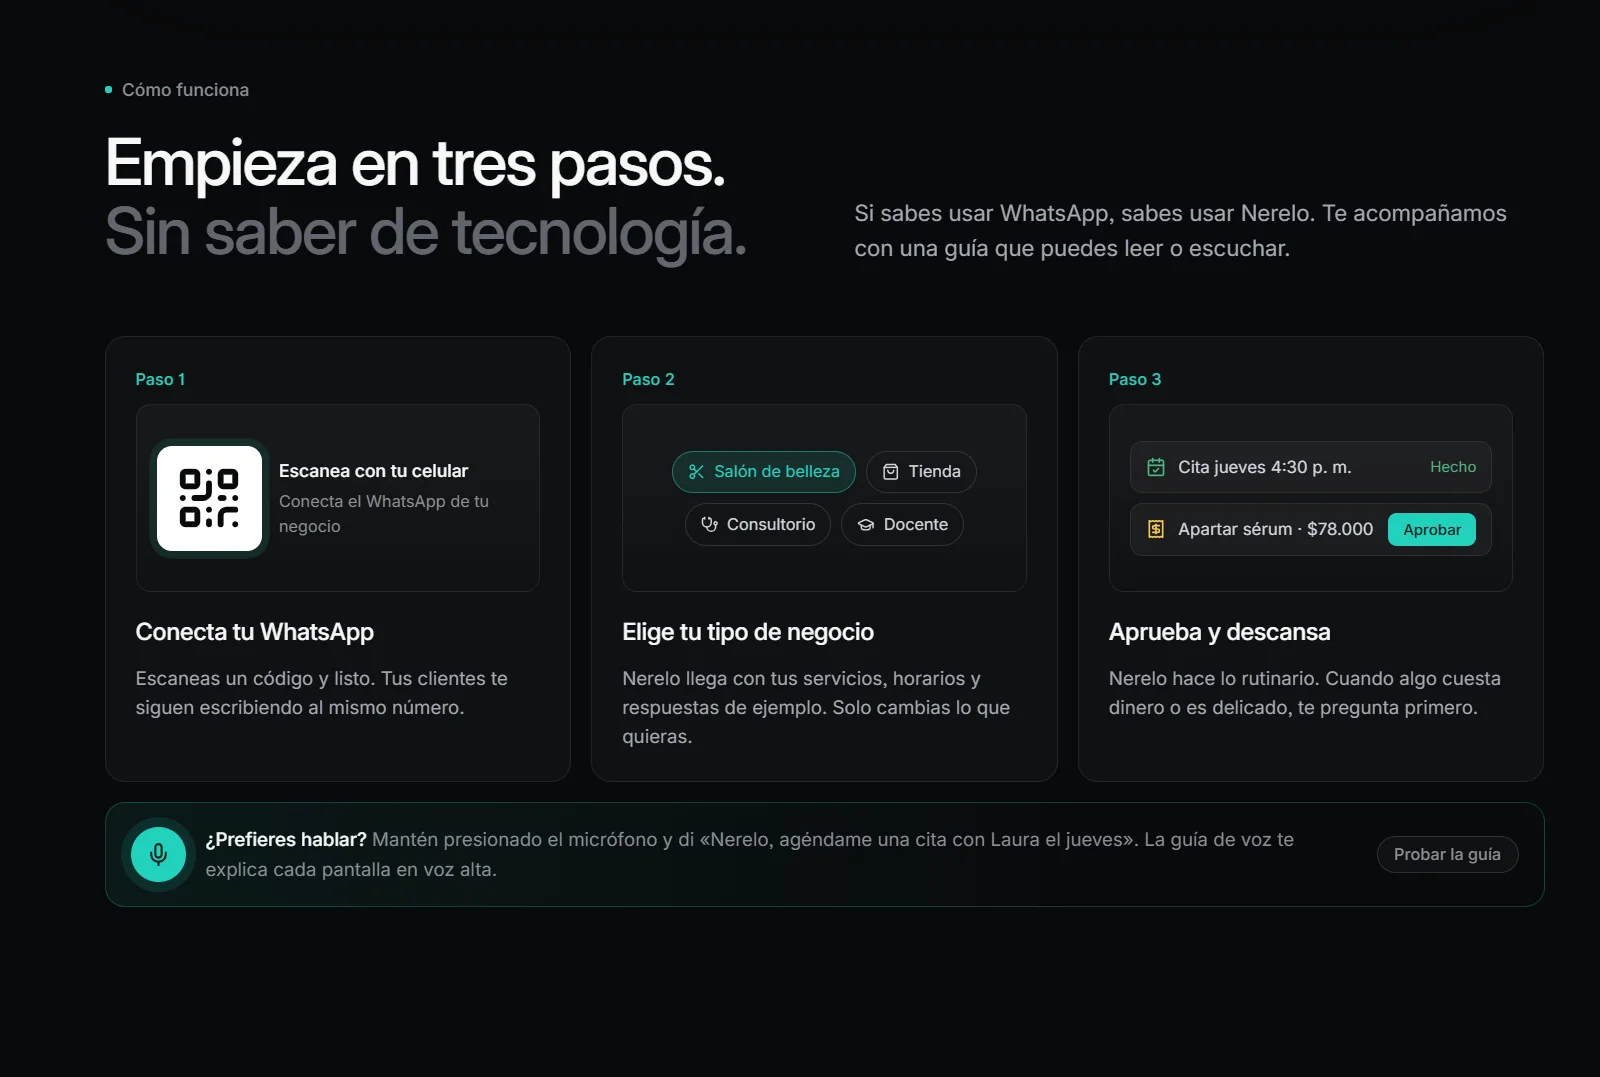 Cómo funciona
Empieza en tres pasos.
Sin saber de tecnología.
Si sabes usar WhatsApp, sabes usar Nerelo. Te acompañamos
con una guía que puedes leer o escuchar.
Paso 1
Escanea con tu celular
Conecta el WhatsApp de tu
negocio
Conecta tu WhatsApp
Escaneas un código y listo. Tus clientes te
siguen escribiendo al mismo número.
Paso 2
Salón de belleza
Tienda
Consultorio
Docente
Elige tu tipo de negocio
Nerelo llega con tus servicios, horarios y
respuestas de ejemplo. Solo cambias lo que
quieras.
Paso 3
Cita jueves 4:30 p. m.
Hecho
Apartar sérum · $78.000
Aprobar
Aprueba y descansa
Nerelo hace lo rutinario. Cuando algo cuesta
dinero o es delicado, te pregunta primero.
¿Prefieres hablar? Mantén presionado el micrófono y di «Nerelo, agéndame una cita con Laura el jueves». La guía de voz te
explica cada pantalla en voz alta.
Probar la guía